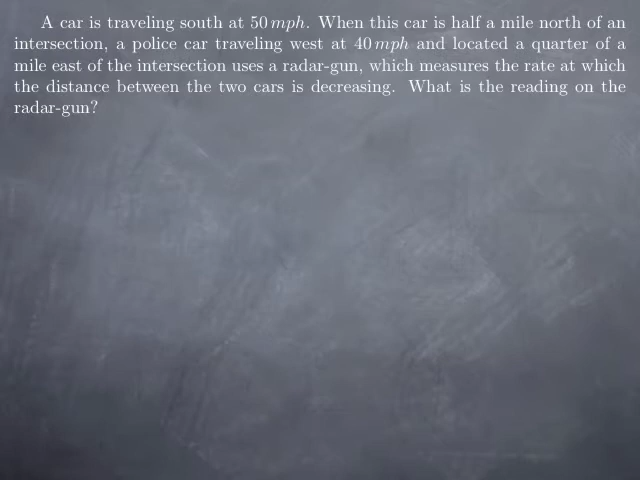 A car is traveling south at 50 mph. When this car is half a mile north of an
intersection, a police car traveling west at 40 mph and located a quarter of a
mile east of the intersection uses a radar-gun, which measures the rate at which
the distance between the two cars is decreasing. What is the reading on the
radar-gun?